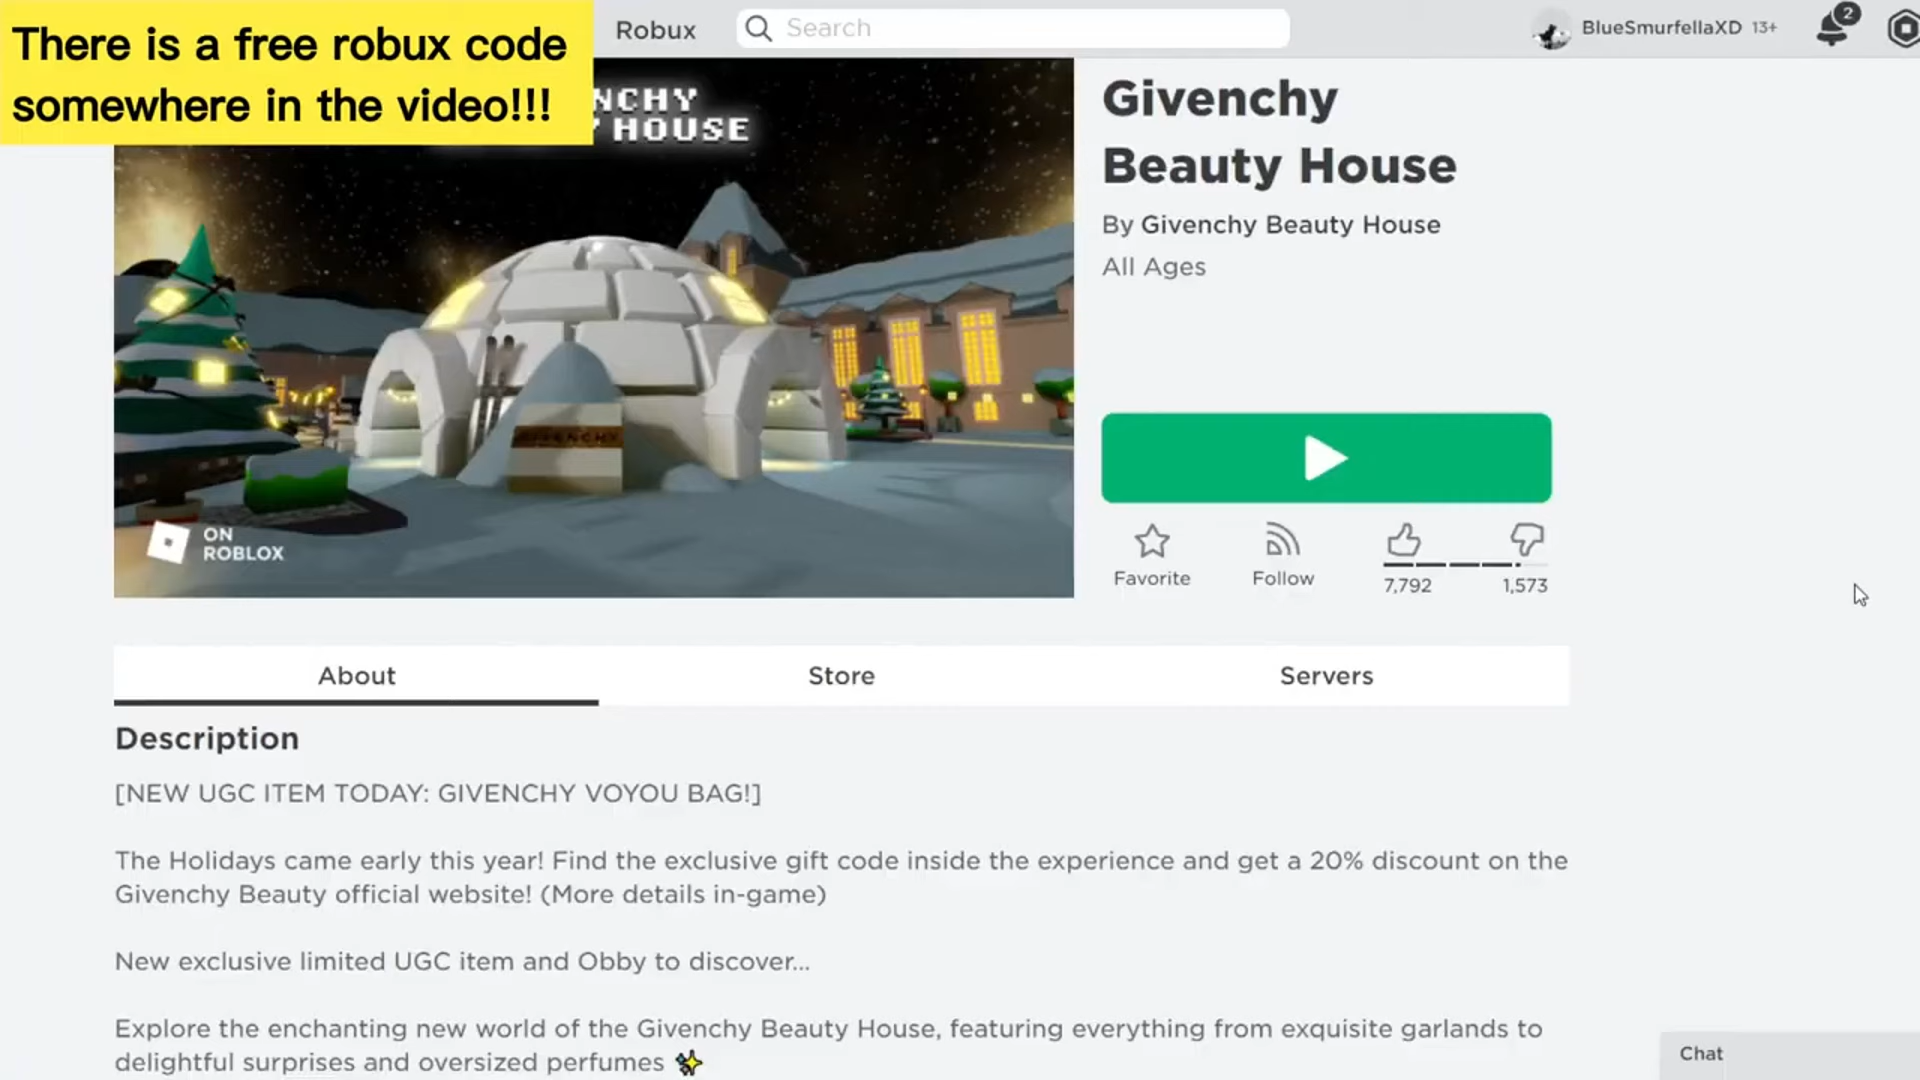 There is a free robux code
somewhere in the video!!!
Robux
Search
BlueSmurfellaXD 13+
2
NCHY
HOUSE
GIVENCHY
ON
ROBLOX
Givenchy
Beauty House
By Givenchy Beauty House
All Ages
Favorite
Follow
7,792
1,573
About
Store
Servers
Description
[NEW UGC ITEM TODAY: GIVENCHY VOYOU BAG!]
The Holidays came early this year! Find the exclusive gift code inside the experience and get a 20% discount on the
Givenchy Beauty official website! (More details in-game)
New exclusive limited UGC item and Obby to discover...
Explore the enchanting new world of the Givenchy Beauty House, featuring everything from exquisite garlands to
delightful surprises and oversized perfumes ✨
Chat